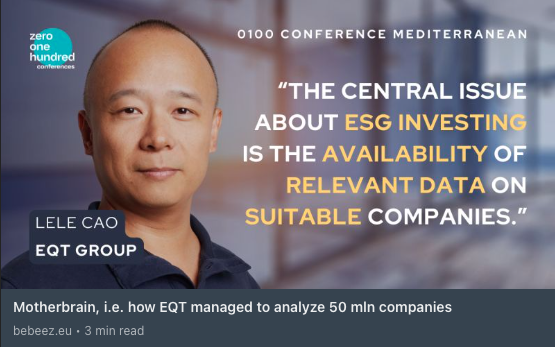 zero
one
hundred
conferences
0100 CONFERENCE MEDITERRANEAN
“THE CENTRAL ISSUE
ABOUT ESG INVESTING
IS THE AVAILABILITY OF
RELEVANT DATA ON
SUITABLE COMPANIES.”
LELE CAO
EQT GROUP
Motherbrain, i.e. how EQT managed to analyze 50 mln companies
bebeez.eu • 3 min read